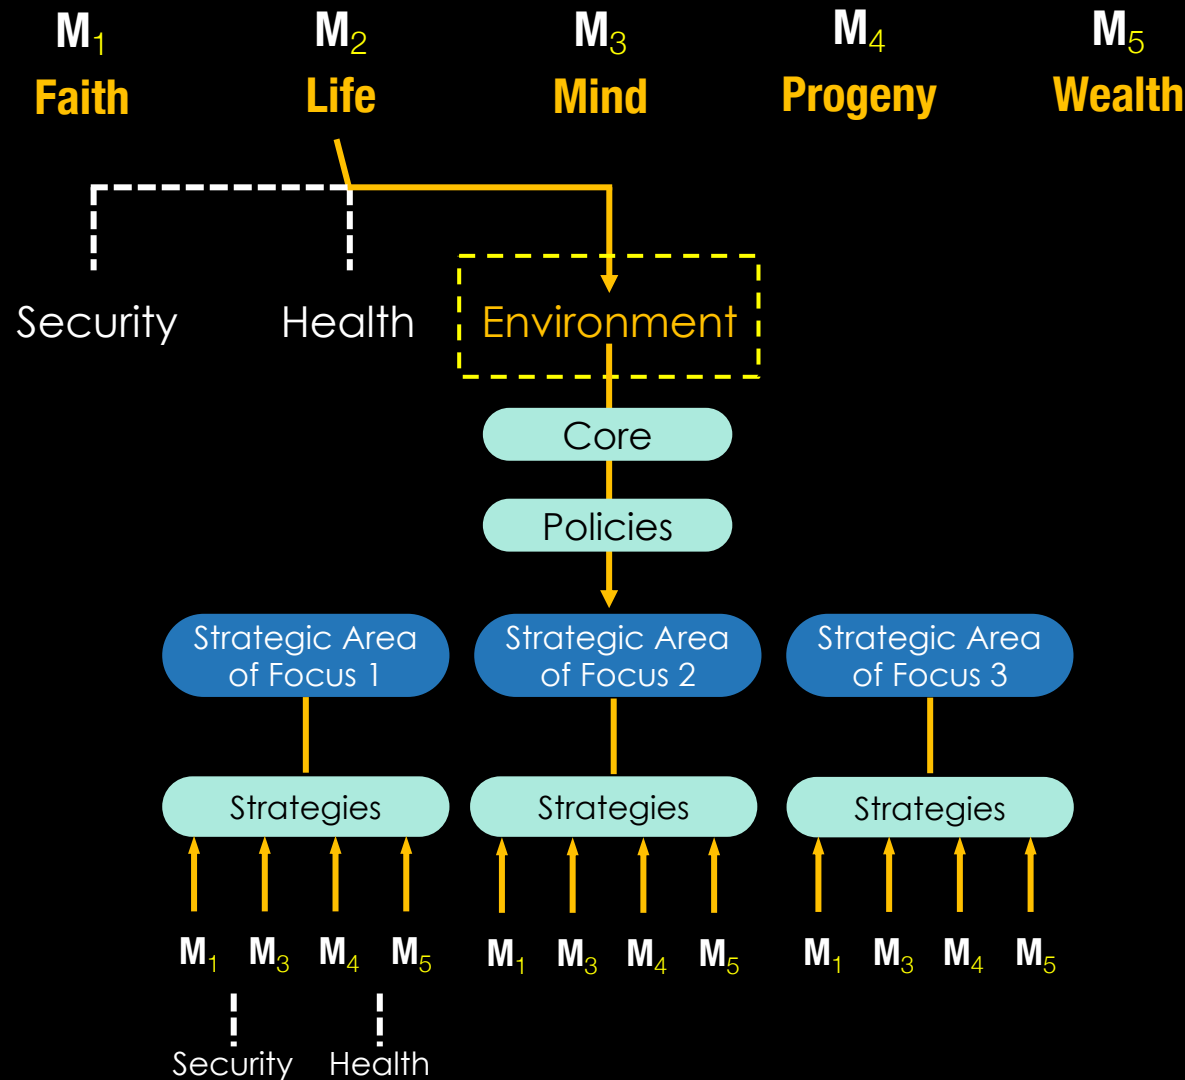 M1 M2 M3 M4 M5
Faith Life Mind Progeny Wealth
Security Health Environment
Core
Policies
Strategic Area
of Focus 1
Strategic Area
of Focus 2
Strategic Area
of Focus 3
Strategies Strategies Strategies
M1 M3 M4 M5 M1 M3 M4 M5 M1 M3 M4 M5
Security Health